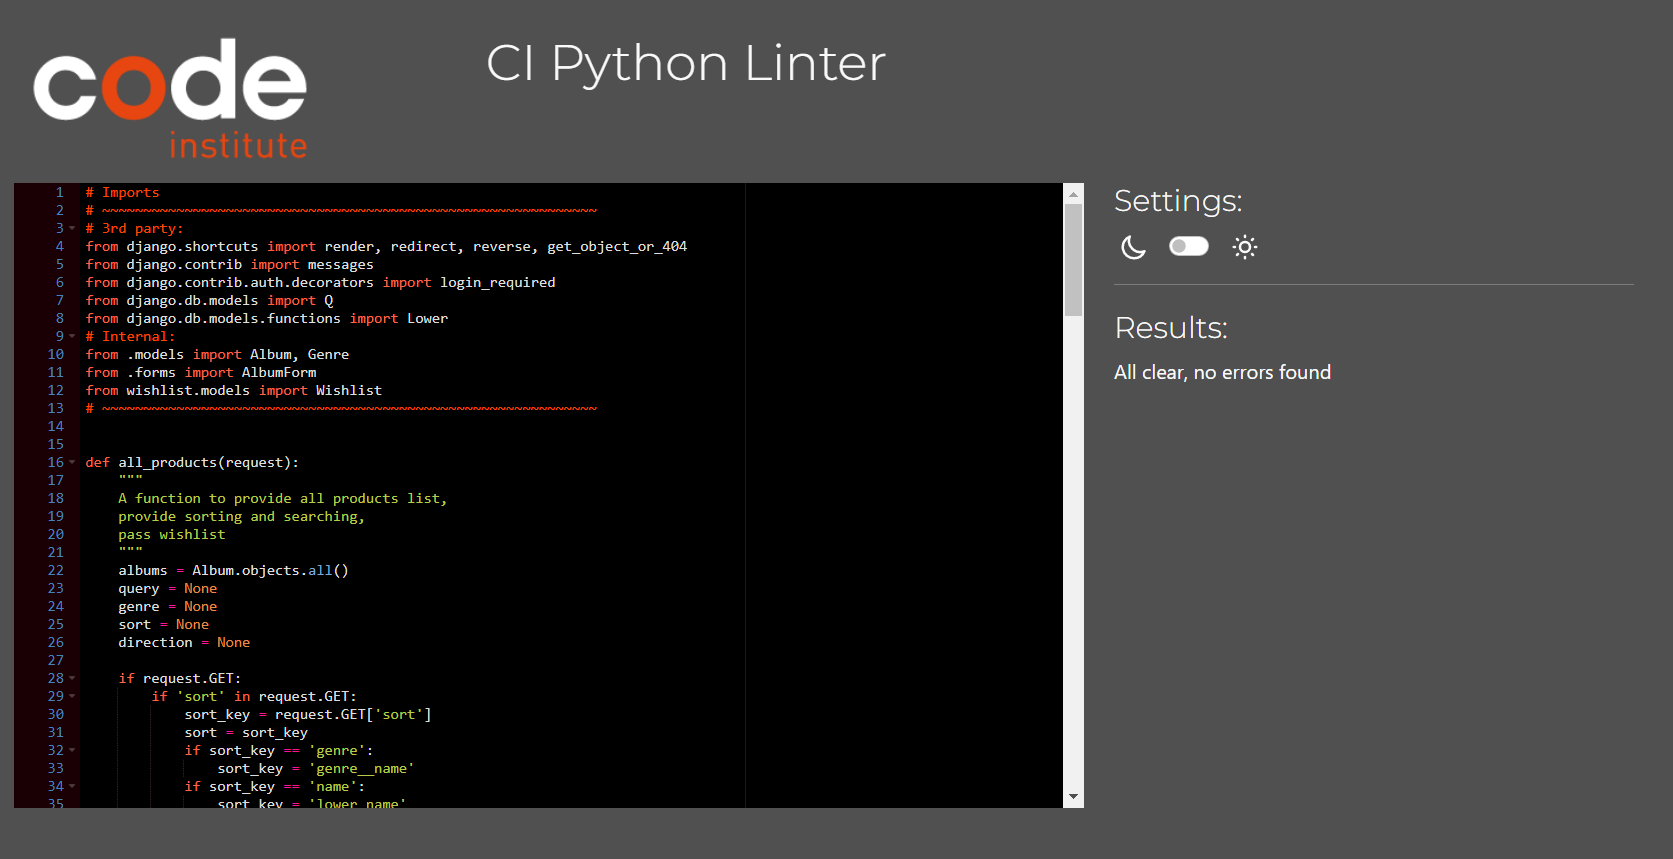 code
institute
CI Python Linter
1 # Imports
2 # ~~~~~~~~~~~~~~~~~~~~~~~~~~~~~~~~~~~~~~~~~~~~~~~~~~~~~~~~~~~~
3 # 3rd party:
4 from django.shortcuts import render, redirect, reverse, get_object_or_404
5 from django.contrib import messages
6 from django.contrib.auth.decorators import login_required
7 from django.db.models import Q
8 from django.db.models.functions import Lower
9 # Internal:
10 from .models import Album, Genre
11 from .forms import AlbumForm
12 from wishlist.models import Wishlist
13 # ~~~~~~~~~~~~~~~~~~~~~~~~~~~~~~~~~~~~~~~~~~~~~~~~~~~~~~~~~~~~
14
15
16 def all_products(request):
17     """
18     A function to provide all products list,
19     provide sorting and searching,
20     pass wishlist
21     """
22     albums = Album.objects.all()
23     query = None
24     genre = None
25     sort = None
26     direction = None
27
28     if request.GET:
29         if 'sort' in request.GET:
30             sort_key = request.GET['sort']
31             sort = sort_key
32             if sort_key == 'genre':
33                 sort_key = 'genre__name'
34             if sort_key == 'name':
35                 sort_key = 'lower_name'
Settings:
Results:
All clear, no errors found